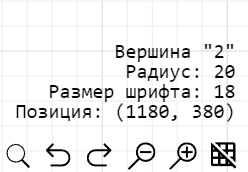 Вершина "2"
Радиус: 20
Размер шрифта: 18
Позиция: (1180, 380)